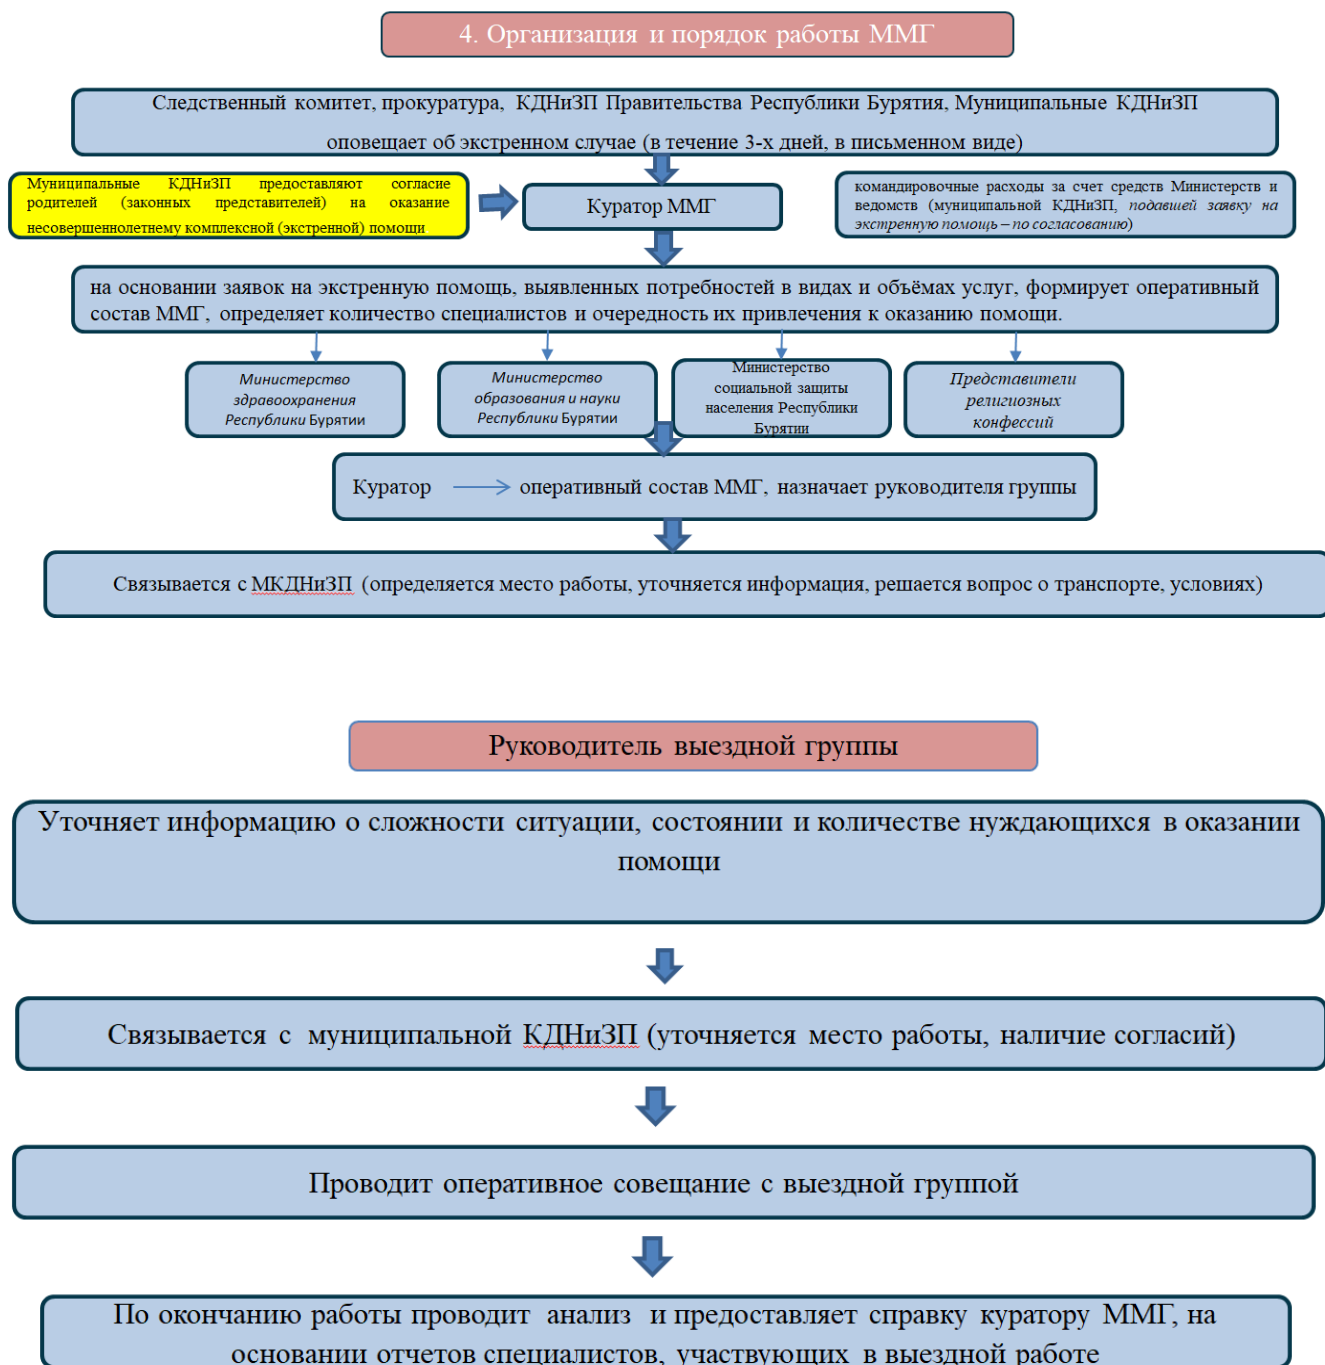 4. Организация и порядок работы ММГ
Следственный комитет, прокуратура, КДНиЗП Правительства Республики Бурятия, Муниципальные КДНиЗП
оповещает об экстренном случае (в течение 3-х дней, в письменном виде)
Муниципальные КДНиЗП предоставляют согласие
родителей (законных представителей) на оказание
несовершеннолетнему комплексной (экстренной) помощи
Куратор ММГ
командировочные расходы за счет средств Министерств и
ведомств (муниципальной КДНиЗП, подавшей заявку на
экстренную помощь – по согласованию)
на основании заявок на экстренную помощь, выявленных потребностей в видах и объёмах услуг, формирует оперативный
состав ММГ, определяет количество специалистов и очередность их привлечения к оказанию помощи.
Министерство
здравоохранения
Республики Бурятии
Министерство
образования и науки
Республики Бурятии
Министерство
социальной защиты
населения Республики
Бурятии
Представители
религиозных
конфессий
Куратор оперативный состав ММГ, назначает руководителя группы
Связывается с МКДНиЗП (определяется место работы, уточняется информация, решается вопрос о транспорте, условиях)
Руководитель выездной группы
Уточняет информацию о сложности ситуации, состоянии и количестве нуждающихся в оказании
помощи
Связывается с муниципальной КДНиЗП (уточняется место работы, наличие согласий)
Проводит оперативное совещание с выездной группой
По окончанию работы проводит анализ и предоставляет справку куратору ММГ, на
основании отчетов специалистов, участвующих в выездной работе